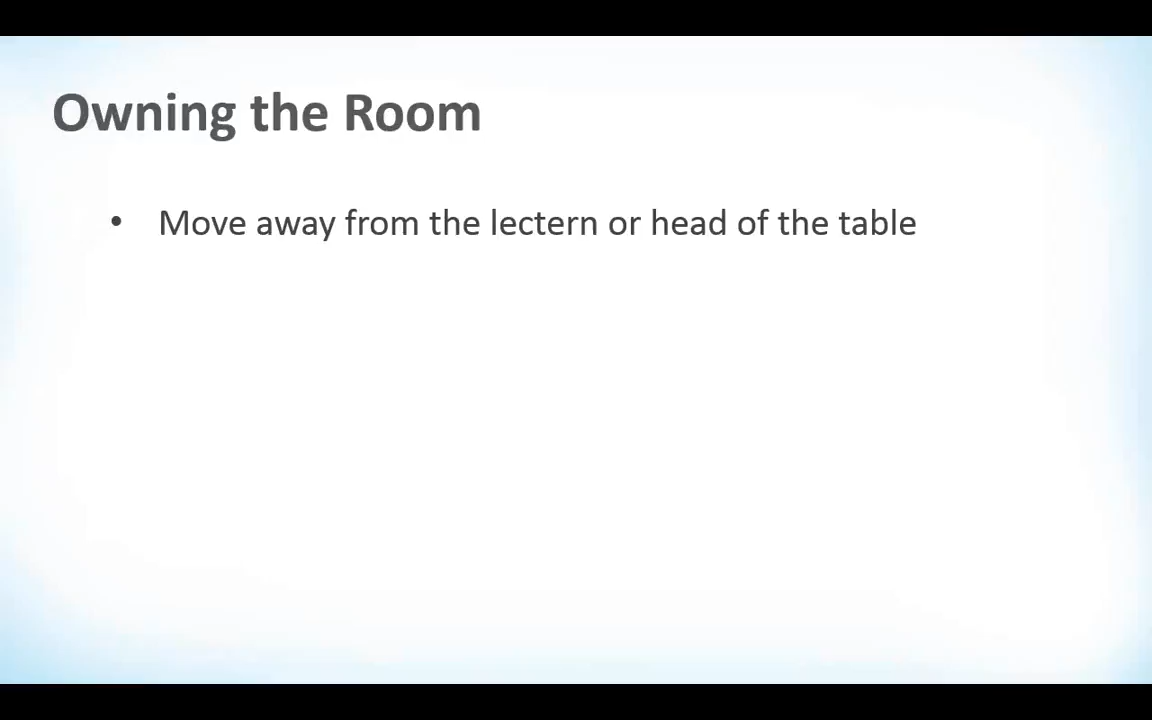 Owning the Room
• Move away from the lectern or head of the table